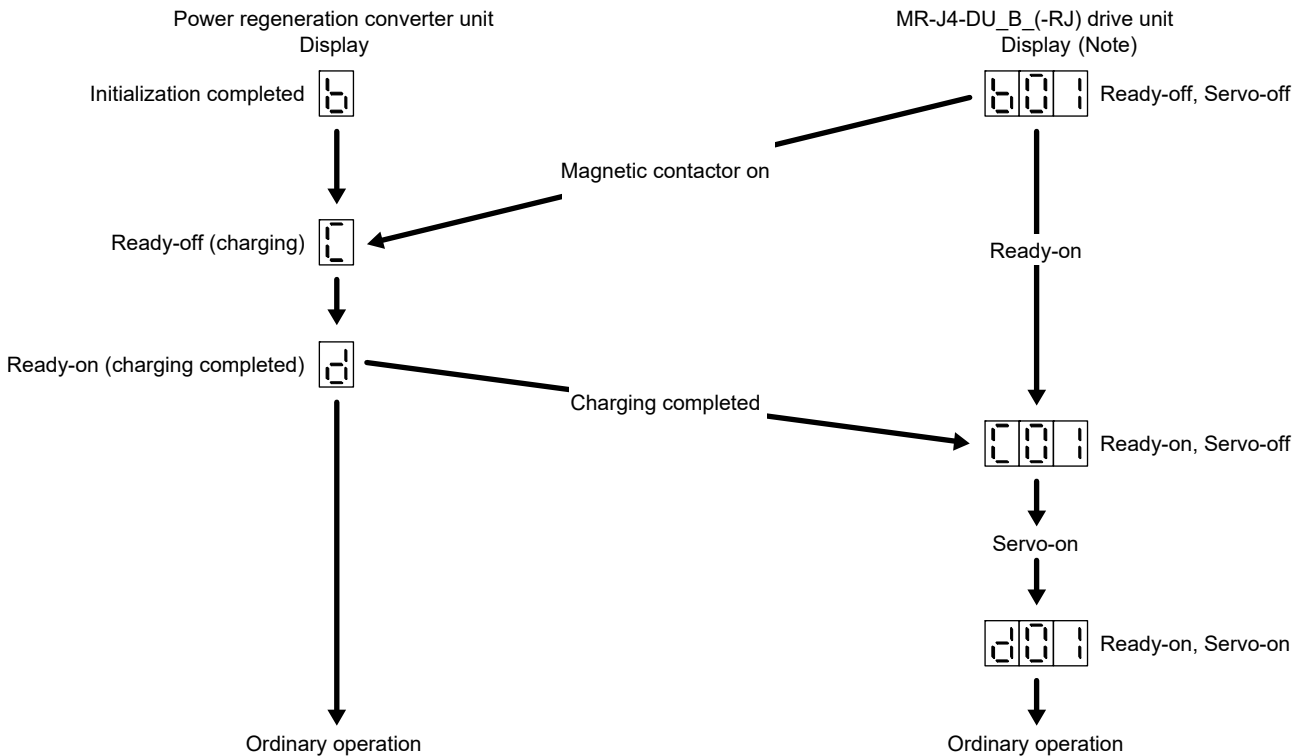 Power regeneration converter unit
Display
MR-J4-DU_B_(-RJ) drive unit
Display (Note)
Initialization completed b
b01 Ready-off, Servo-off
Magnetic contactor on
Ready-off (charging) C
Ready-on
Ready-on (charging completed) d
Charging completed
C01 Ready-on, Servo-off
Servo-on
d01 Ready-on, Servo-on
Ordinary operation
Ordinary operation